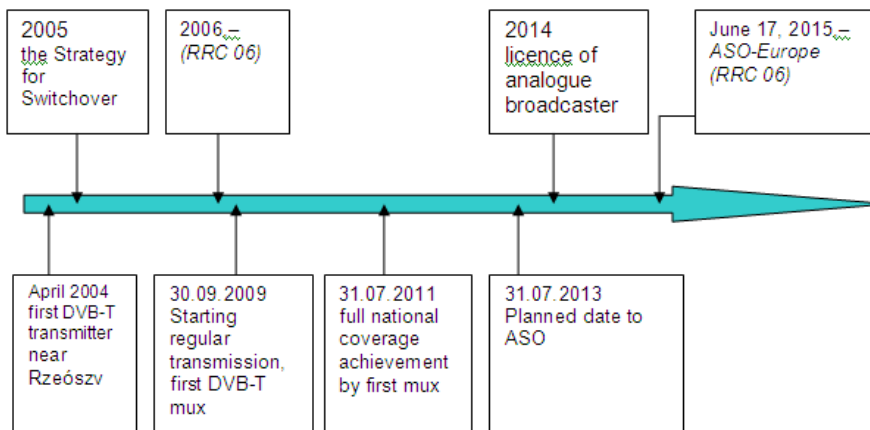 2005
the Strategy
for
Switchover
2006 –
(RRC 06)
2014
licence of
analogue
broadcaster
June 17, 2015 –
ASO-Europe
(RRC 06)
April 2004
first DVB-T
transmitter
near
Rzeószv
30.09.2009
Starting
regular
transmission,
first DVB-T
mux
31.07.2011
full national
coverage
achievement
by first mux
31.07.2013
Planned date to
ASO